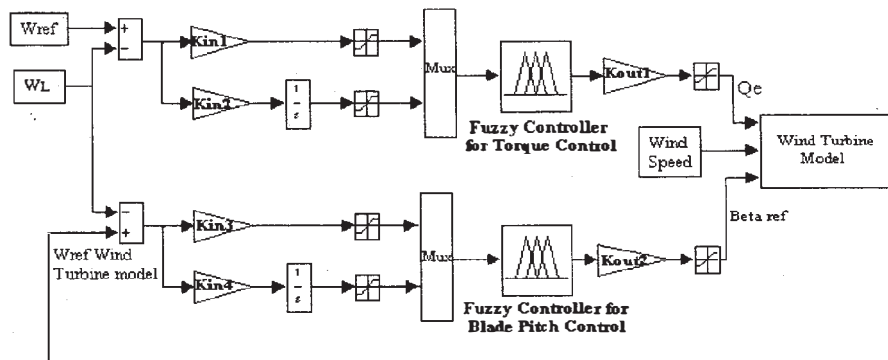 Wref
+
−
WL
Kin1
Kin2
1
s
Mux
Fuzzy Controller
for Torque Control
Kout1
Qe
Wind
Speed
Wind Turbine
Model
−
+
Wref Wind
Turbine model
Kin3
Kin4
1
s
Mux
Fuzzy Controller for
Blade Pitch Control
Kout2
Beta ref